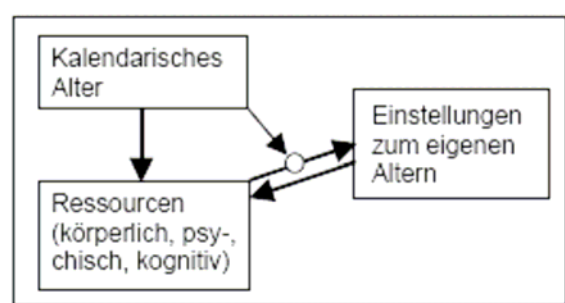 Kalendarisches
Alter
Einstellungen
zum eigenen
Altern
Ressourcen
(körperlich, psy-,
chisch, kognitiv)